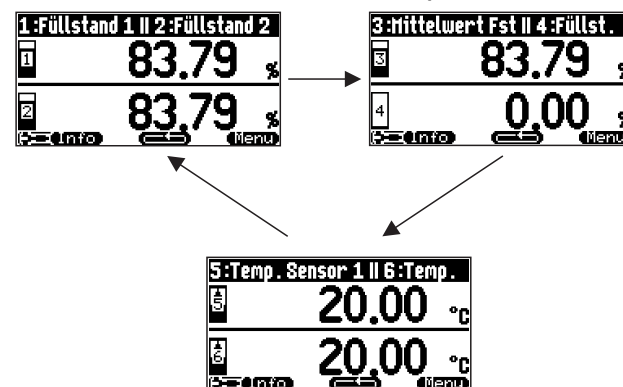 1:Füllstand 1 II 2:Füllstand 2
1 83.79 %
2 83.79 %
Info Menu
3:Mittelwert Fst II 4:Füllst.
3 83.79 %
4 0.00 %
Info Menu
5:Temp. Sensor 1 II 6:Temp.
5 20.00 °C
6 20.00 °C
Info Menu